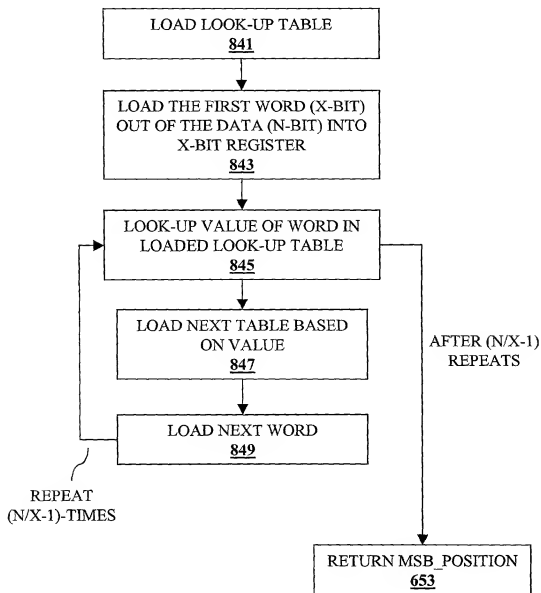 LOAD LOOK-UP TABLE
841
LOAD THE FIRST WORD (X-BIT)
OUT OF THE DATA (N-BIT) INTO
X-BIT REGISTER
843
LOOK-UP VALUE OF WORD IN
LOADED LOOK-UP TABLE
845
LOAD NEXT TABLE BASED
ON VALUE
847
AFTER (N/X-1)
REPEATS
LOAD NEXT WORD
849
REPEAT
(N/X-1)-TIMES
RETURN MSB_POSITION
653